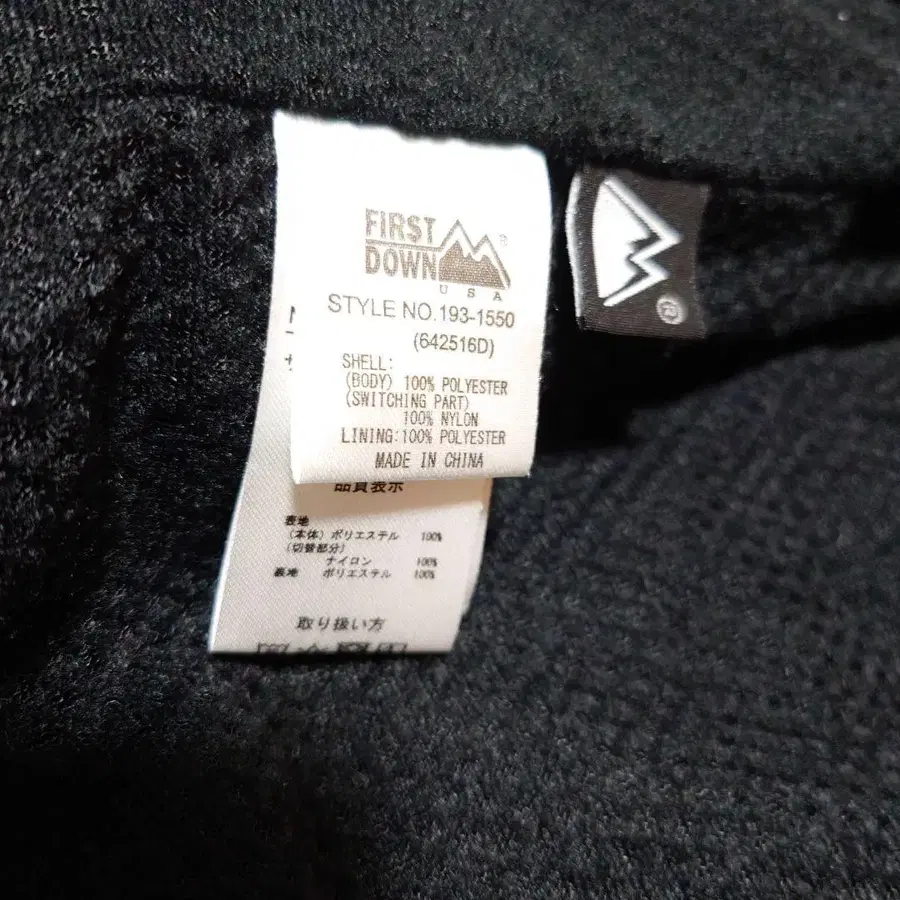 FIRST
DOWN®
USA
STYLE NO.193-1550
(642516D)
SHELL:
(BODY) 100% POLYESTER
(SWITCHING PART)
100% NYLON
LINING:100% POLYESTER
MADE IN CHINA
品質表示
表地
(本体) ポリエステル 100%
(切替部分)
ナイロン 100%
裏地 ポリエステル 100%
取り扱い方
®